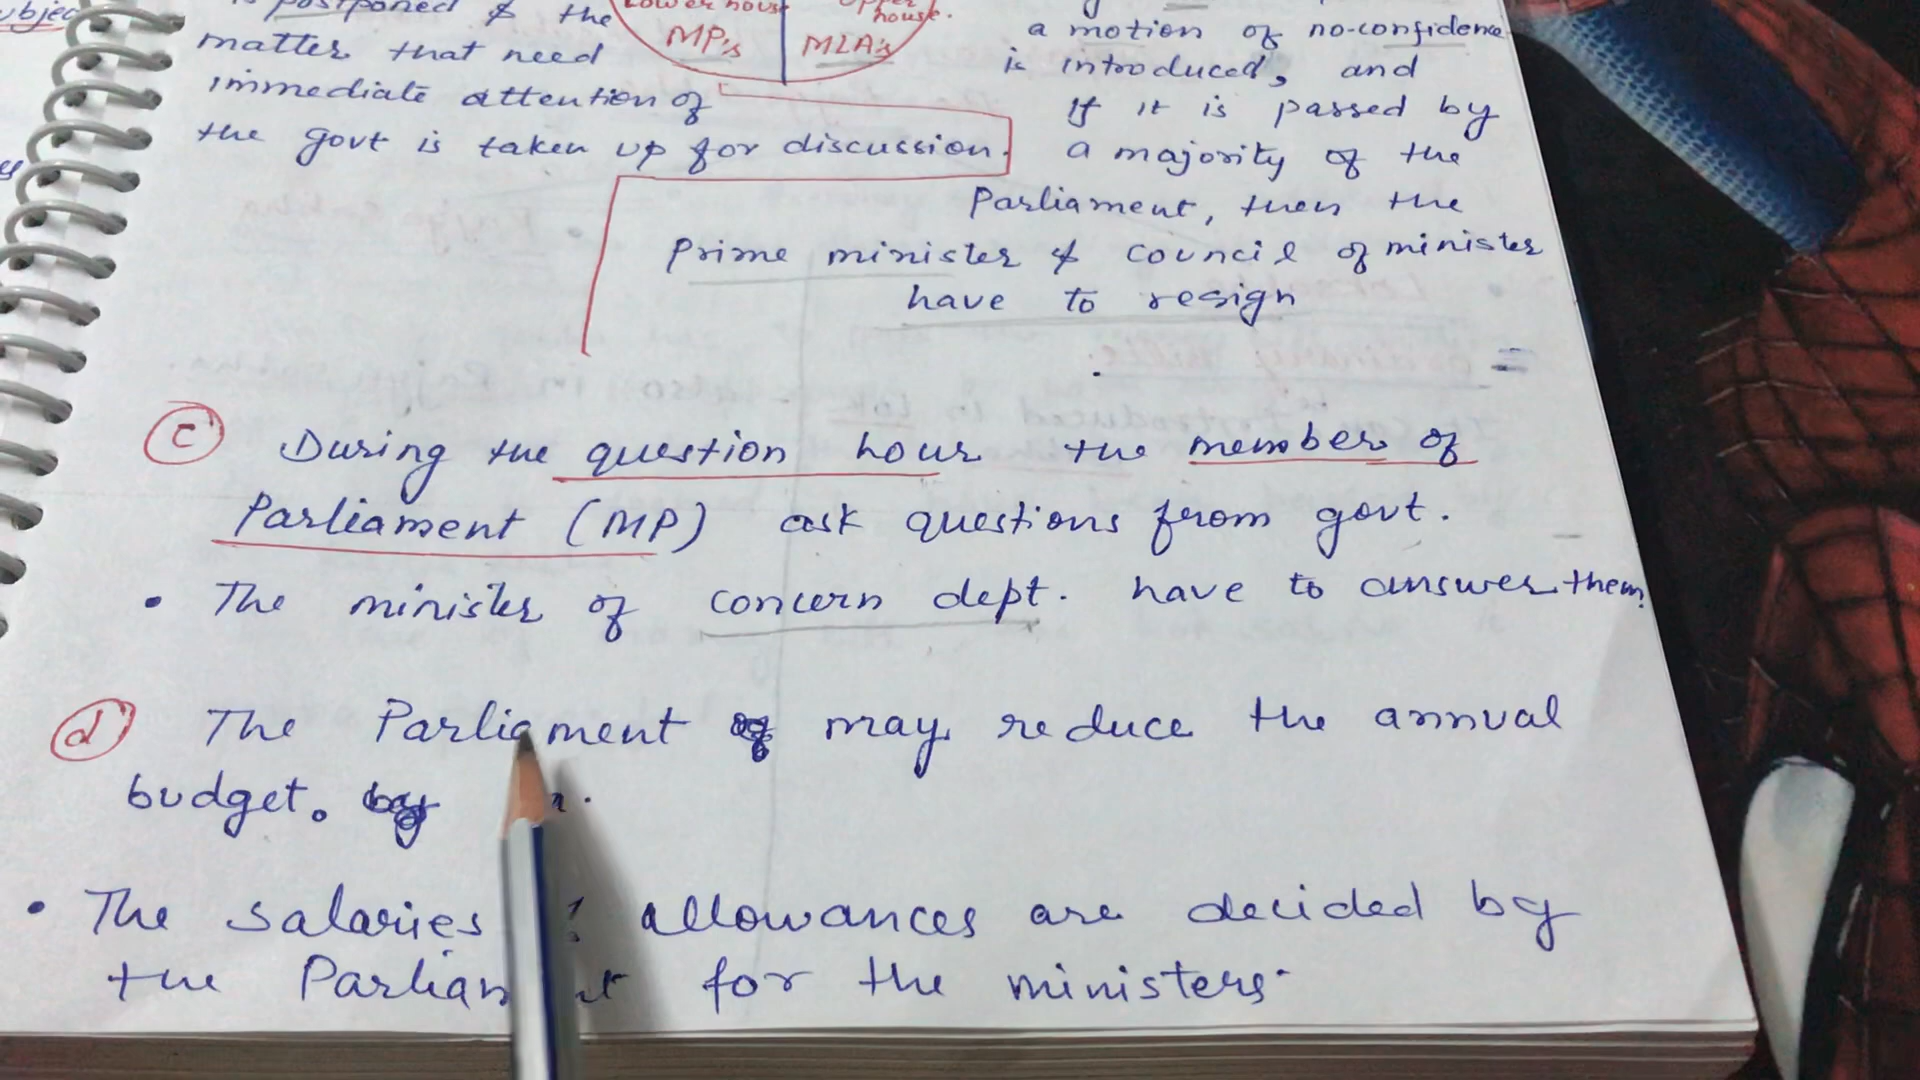 postponed & the
matter that need
immediate attention of
the govt is taken up for discussion.
Lower house
MP's
Upper house.
MLA's
a motion of no-confidence
is introduced, and
If it is passed by
a majority of the
Parliament, then the
Prime minister & council of minister
have to resign
c During the question hour the member of
Parliament (MP) ask questions from govt.
• The minister of concern dept. have to answer them.
d The Parliament may reduce the annual
budget. by
• The salaries allowances are decided by
the Parliament for the ministers.